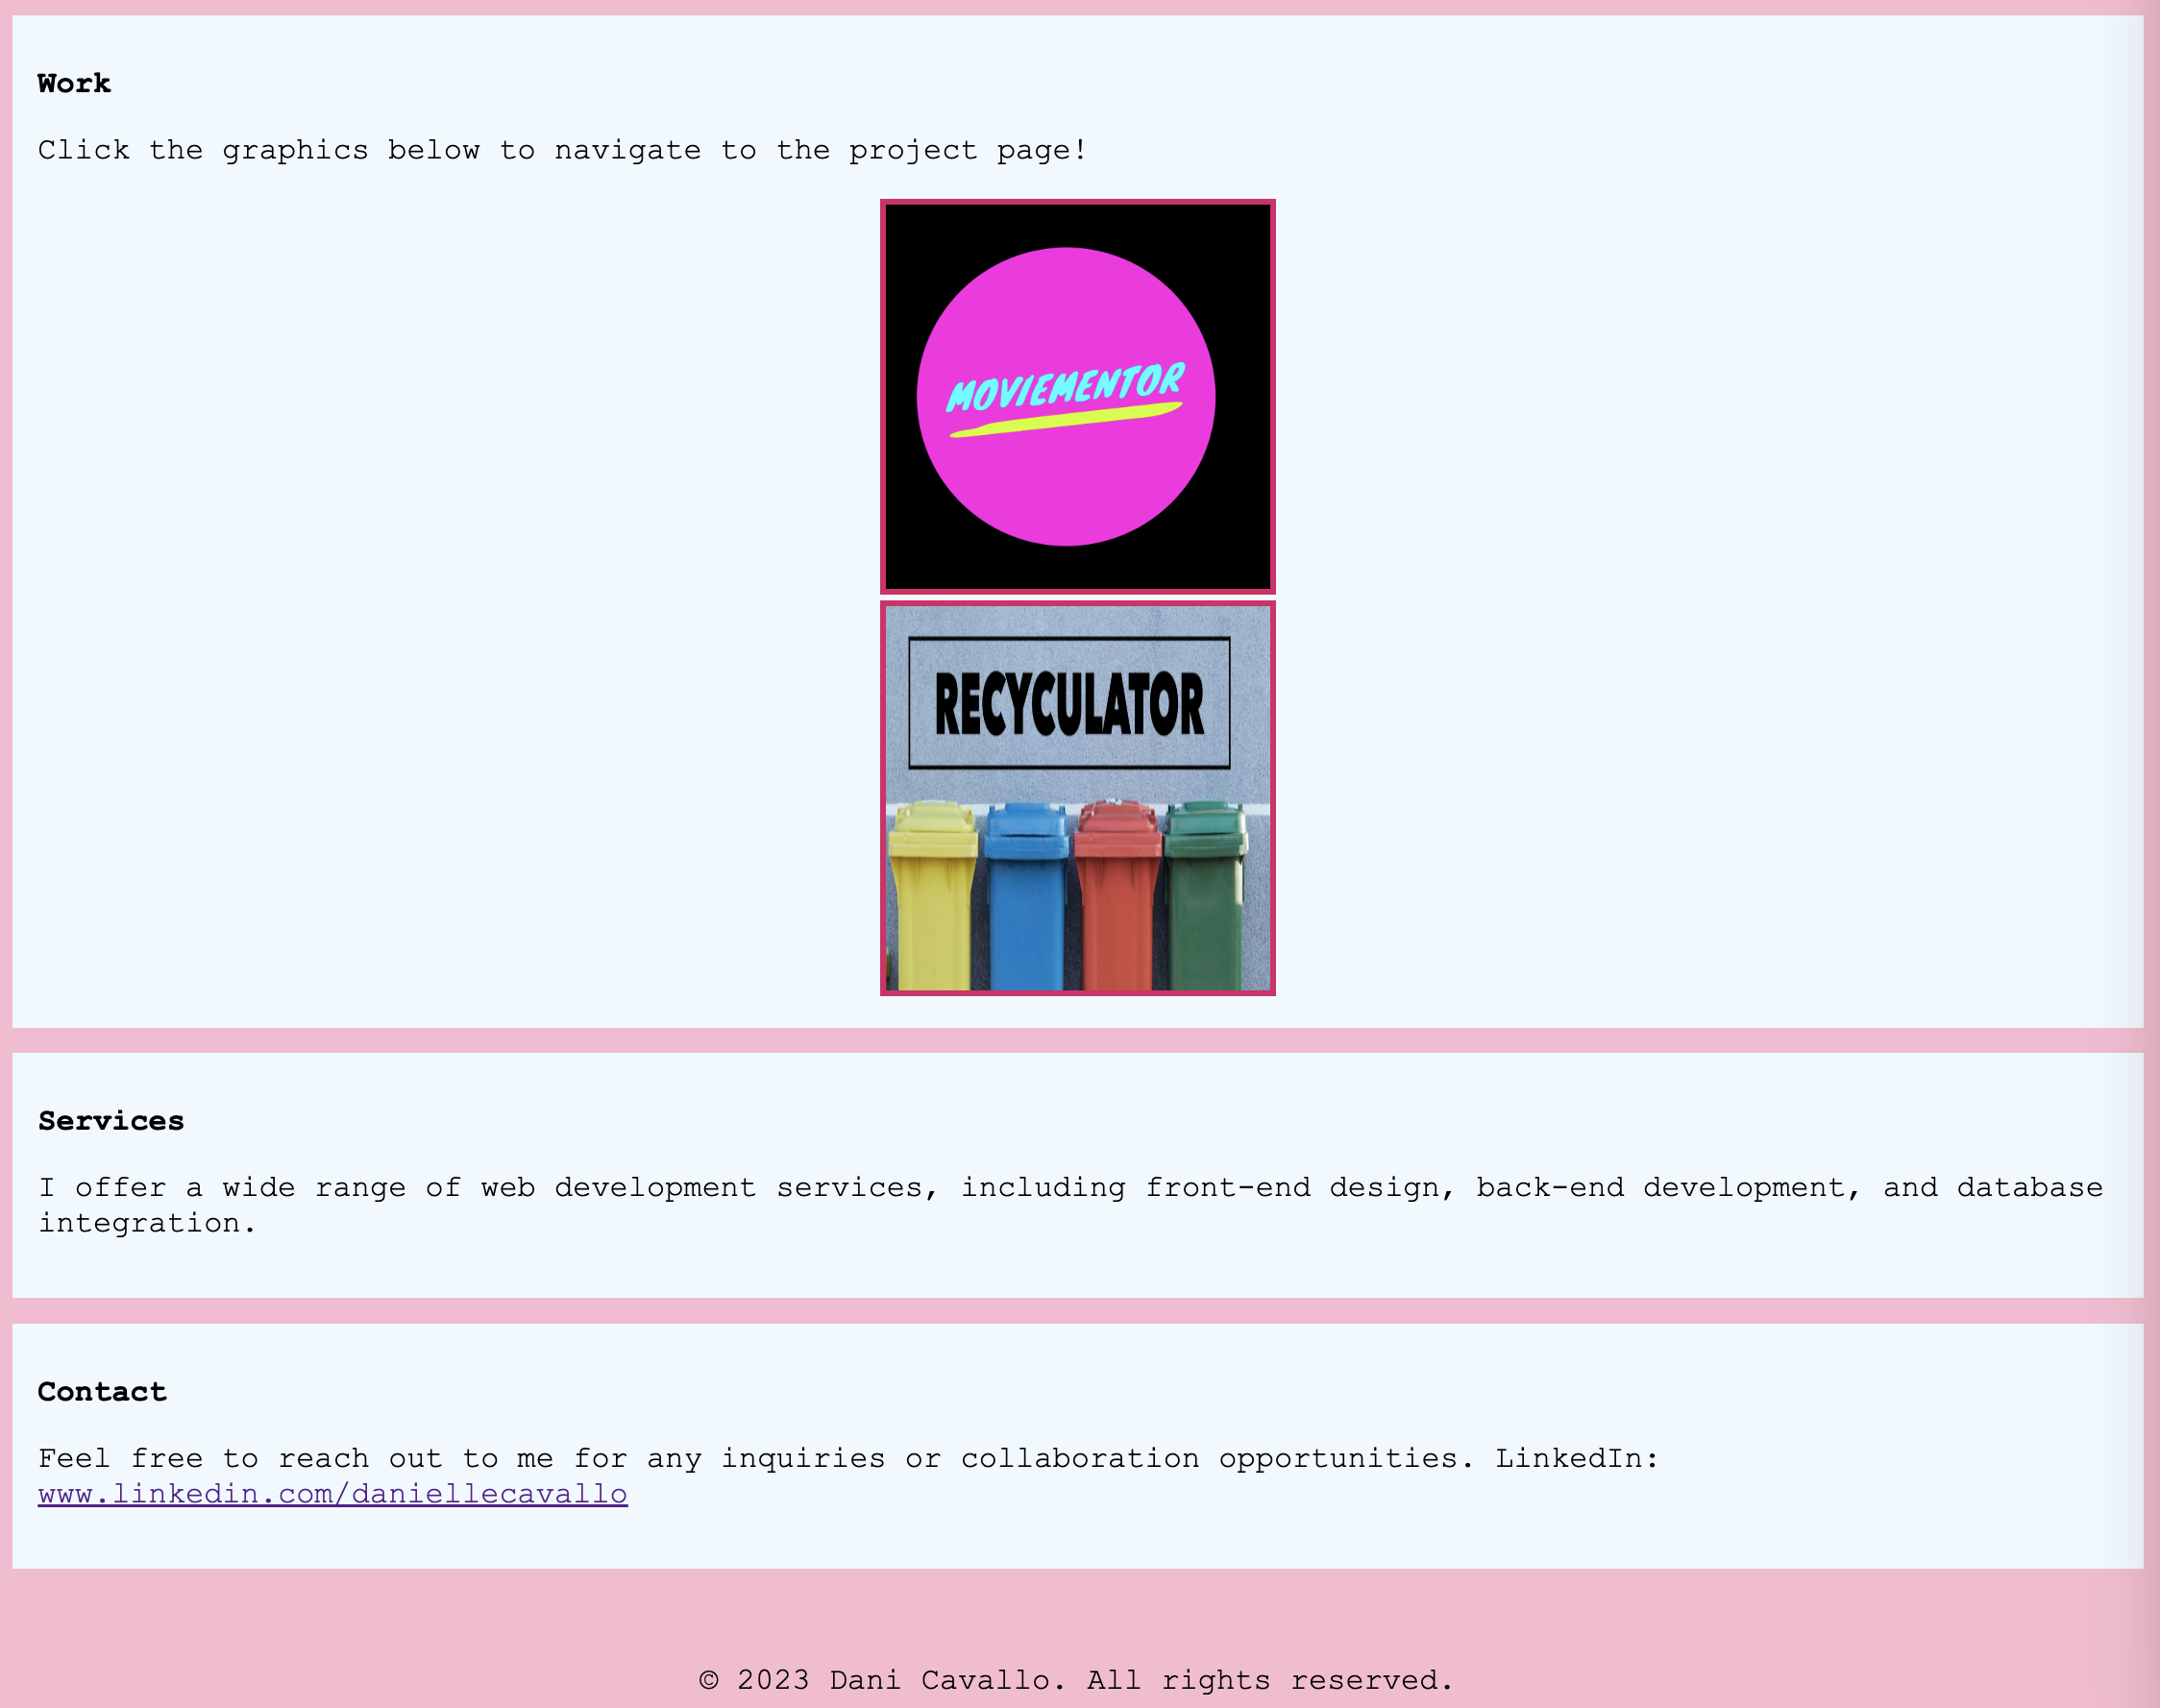 Work
Click the graphics below to navigate to the project page!
MOVIEMENTOR
RECYCULATOR
Services
I offer a wide range of web development services, including front-end design, back-end development, and database
integration.
Contact
Feel free to reach out to me for any inquiries or collaboration opportunities. LinkedIn:
www.linkedin.com/daniellecavallo
© 2023 Dani Cavallo. All rights reserved.